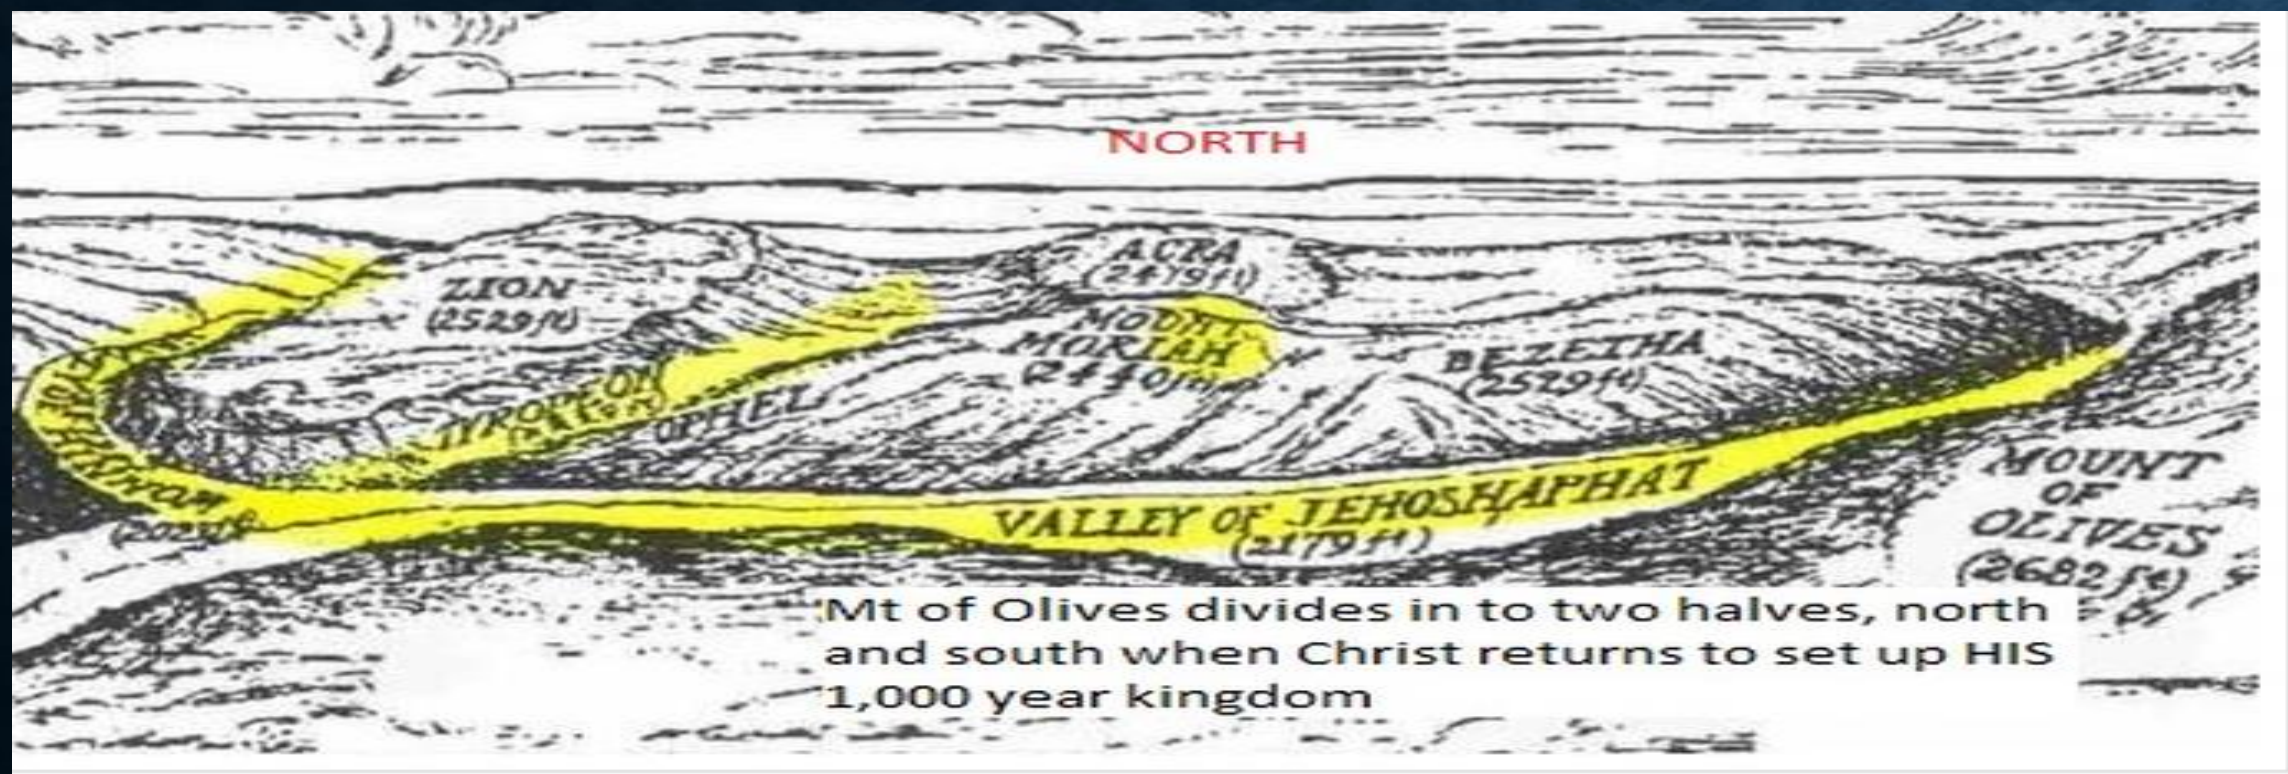 NORTH
ACRA
(2479ft)
ZION
(2529ft)
MOUNT
MORIAH
(2440ft)
BEZETHA
(2529ft)
TYROPEON
OPHEL
HINNOM
VALLEY OF JEHOSHAPHAT
(2179ft)
MOUNT
OF
OLIVES
(2682ft)
Mt of Olives divides in to two halves, north
and south when Christ returns to set up HIS
1,000 year kingdom